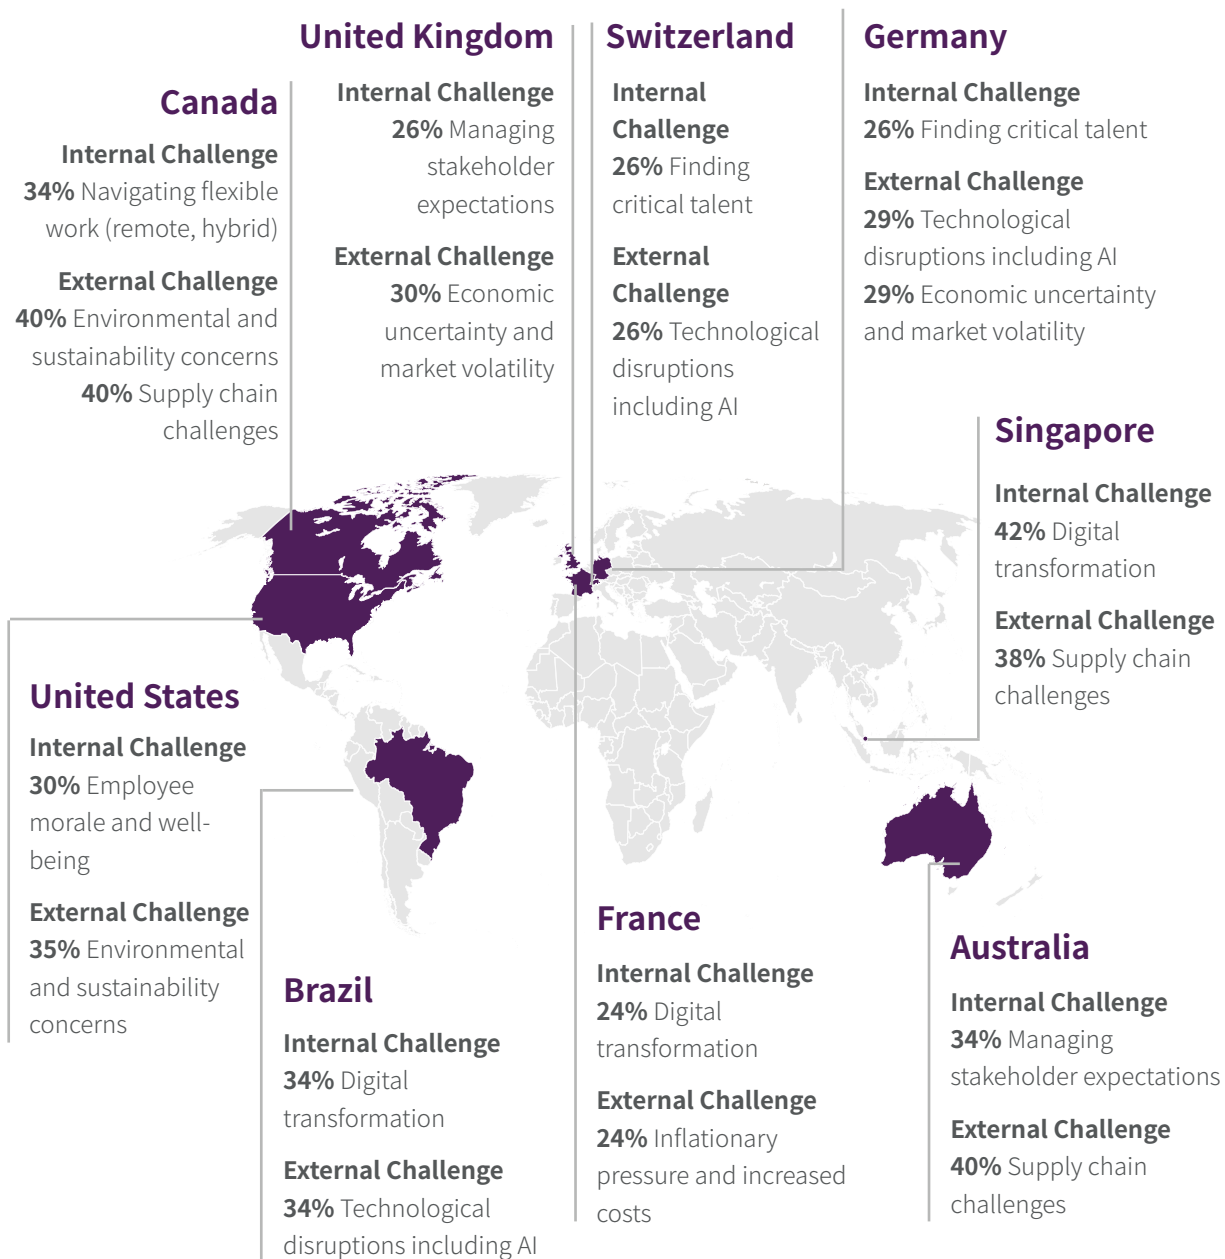 United Kingdom
Internal Challenge
26% Managing
stakeholder
expectations
External Challenge
30% Economic
uncertainty and
market volatility
Switzerland
Internal
Challenge
26% Finding
critical talent
External
Challenge
26% Technological
disruptions
including AI
Germany
Internal Challenge
26% Finding critical talent
External Challenge
29% Technological
disruptions including AI
29% Economic uncertainty
and market volatility
Canada
Internal Challenge
34% Navigating flexible
work (remote, hybrid)
External Challenge
40% Environmental and
sustainability concerns
40% Supply chain
challenges
Singapore
Internal Challenge
42% Digital
transformation
External Challenge
38% Supply chain
challenges
United States
Internal Challenge
30% Employee
morale and well-
being
External Challenge
35% Environmental
and sustainability
concerns
Brazil
Internal Challenge
34% Digital
transformation
External Challenge
34% Technological
disruptions including AI
France
Internal Challenge
24% Digital
transformation
External Challenge
24% Inflationary
pressure and increased
costs
Australia
Internal Challenge
34% Managing
stakeholder expectations
External Challenge
40% Supply chain
challenges